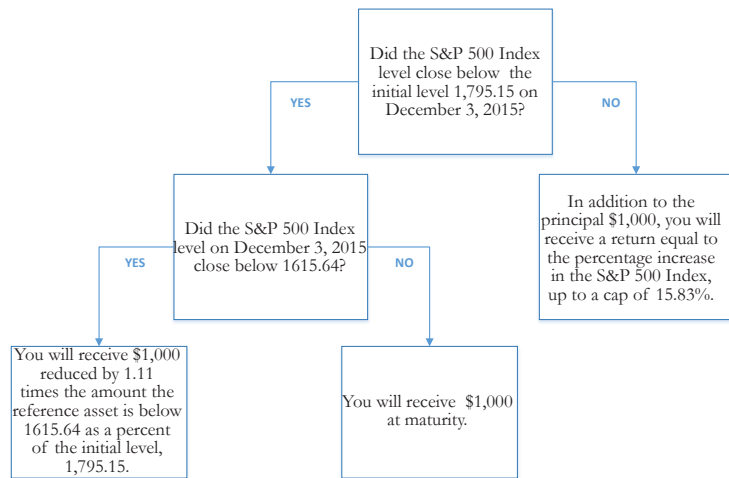 Did the S&P 500 Index
level close below the
initial level 1,795.15 on
December 3, 2015?
YES
NO
Did the S&P 500 Index
level on December 3, 2015
close below 1615.64?
In addition to the
principal $1,000, you will
receive a return equal to
the percentage increase
in the S&P 500 Index,
up to a cap of 15.83%.
YES
NO
You will receive $1,000
reduced by 1.11
times the amount the
reference asset is below
1615.64 as a percent
of the initial level,
1,795.15.
You will receive $1,000
at maturity.